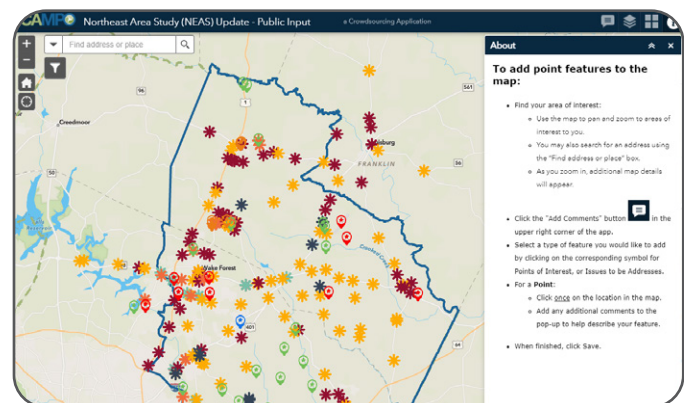 CAMPO Northeast Area Study (NEAS) Update - Public Input
Crowdsourcing Application
Find address or place
About
To add point features to the
map:
Find your area of interest:
Use the map to pan and zoom to areas of
interest to you.
You may also search for an address using
the "Find address or place" box.
As you zoom in, additional map details
will appear.
Click the "Add Comments" button in the
upper right corner of the app.
Select a type of feature you would like to add
by clicking on the corresponding symbol for
Points of Interest, or Issues to be Addresses.
For a Point:
Click once on the location in the map.
Add any additional comments to the
pop-up to help describe your feature.
When finished, click Save.
96
1
561
Creedmoor
FRANKLIN
56
50
Wake Forest
401
64